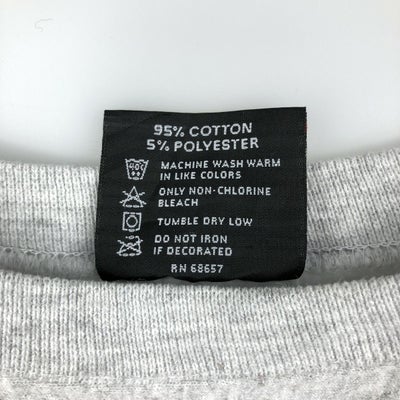 95% COTTON
5% POLYESTER
40C
MACHINE WASH WARM
IN LIKE COLORS
ONLY NON-CHLORINE
BLEACH
TUMBLE DRY LOW
DO NOT IRON
IF DECORATED
RN 68657